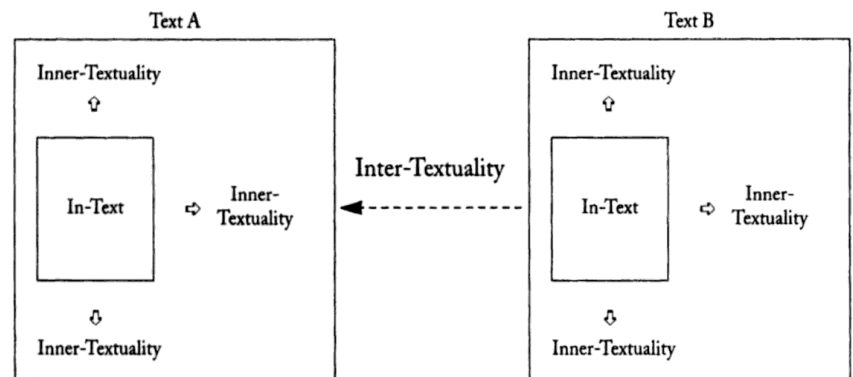 Text A
Text B
Inner-Textuality
In-Text
Inner-
Textuality
Inner-Textuality
Inter-Textuality
Inner-Textuality
In-Text
Inner-
Textuality
Inner-Textuality